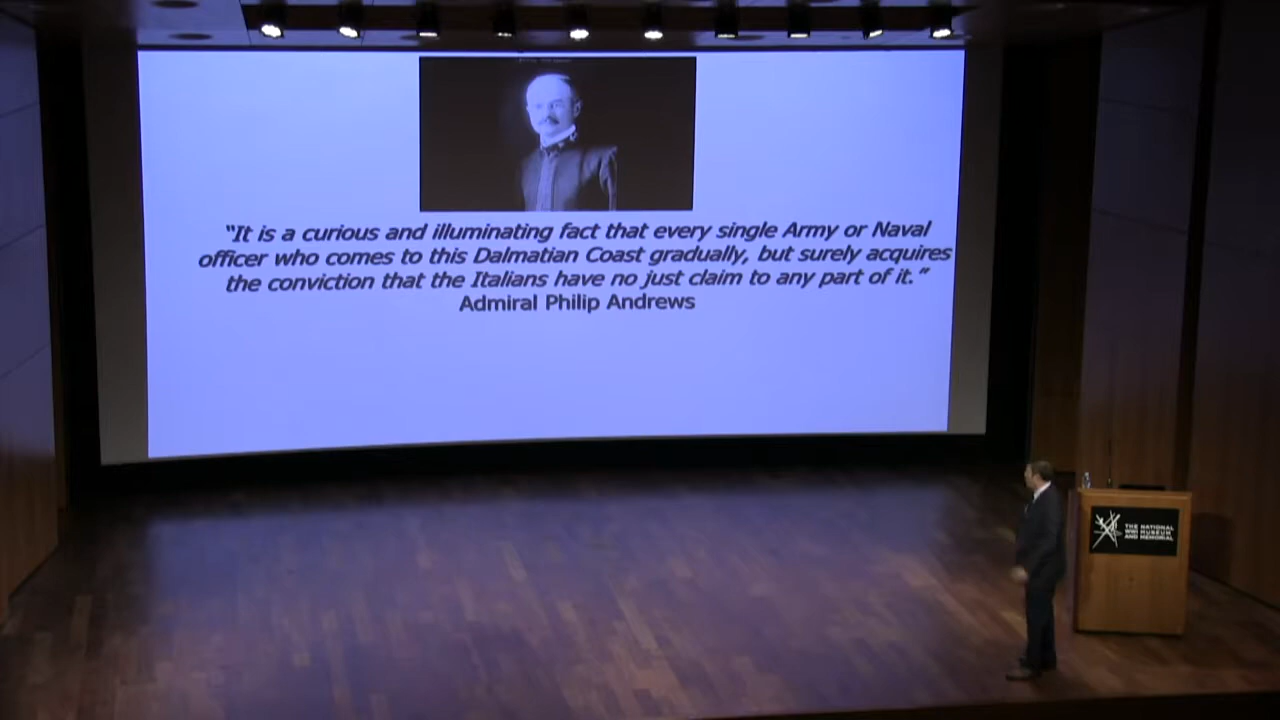 “It is a curious and illuminating fact that every single Army or Naval
officer who comes to this Dalmatian Coast gradually, but surely acquires
the conviction that the Italians have no just claim to any part of it.”
Admiral Philip Andrews
THE NATIONAL
WWI MUSEUM
AND MEMORIAL